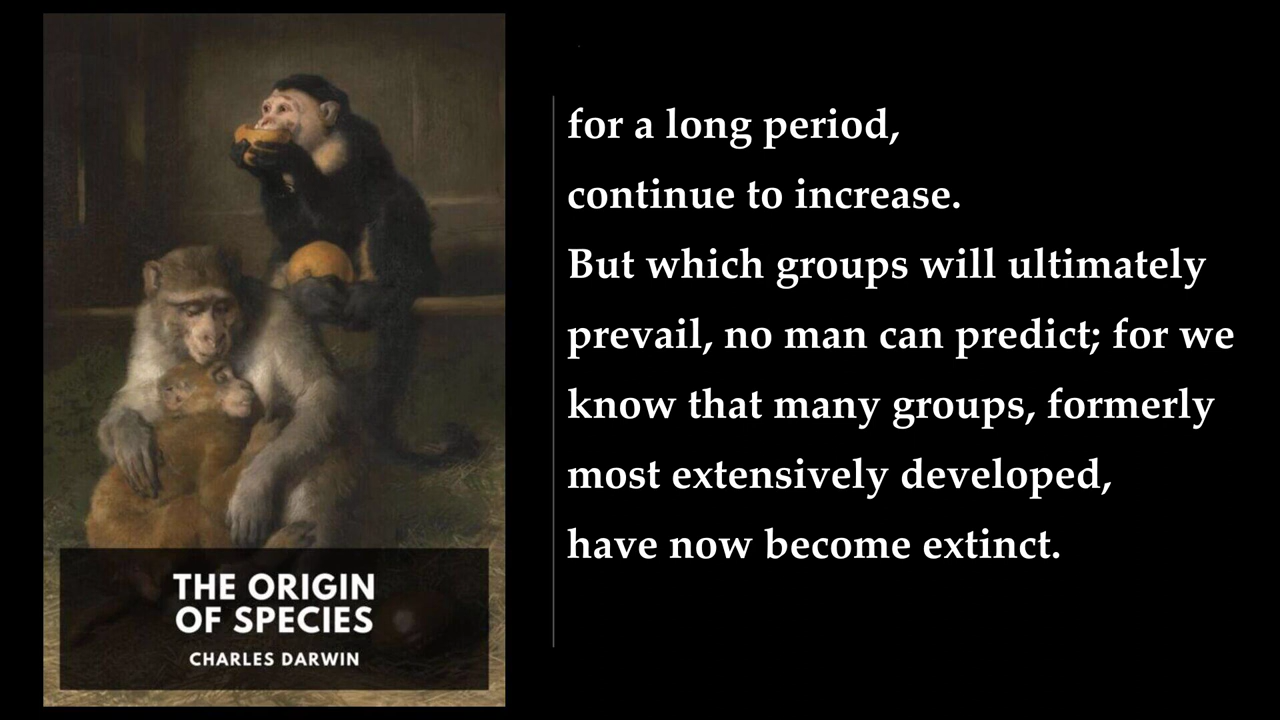 THE ORIGIN
OF SPECIES
CHARLES DARWIN
for a long period,
continue to increase.
But which groups will ultimately
prevail, no man can predict; for we
know that many groups, formerly
most extensively developed,
have now become extinct.